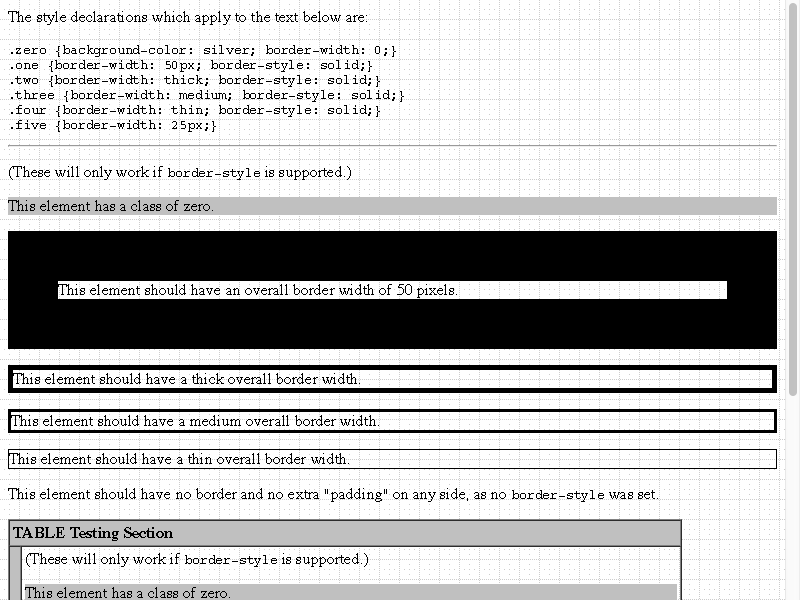 The style declarations which apply to the text below are:
.zero {background-color: silver; border-width: 0;}
.one {border-width: 50px; border-style: solid;}
.two {border-width: thick; border-style: solid;}
.three {border-width: medium; border-style: solid;}
.four {border-width: thin; border-style: solid;}
.five {border-width: 25px;}
(These will only work if border-style is supported.)
This element has a class of zero.
This element should have an overall border width of 50 pixels.
This element should have a thick overall border width.
This element should have a medium overall border width.
This element should have a thin overall border width.
This element should have no border and no extra "padding" on any side, as no border-style was set.
TABLE Testing Section
(These will only work if border-style is supported.)
This element has a class of zero.